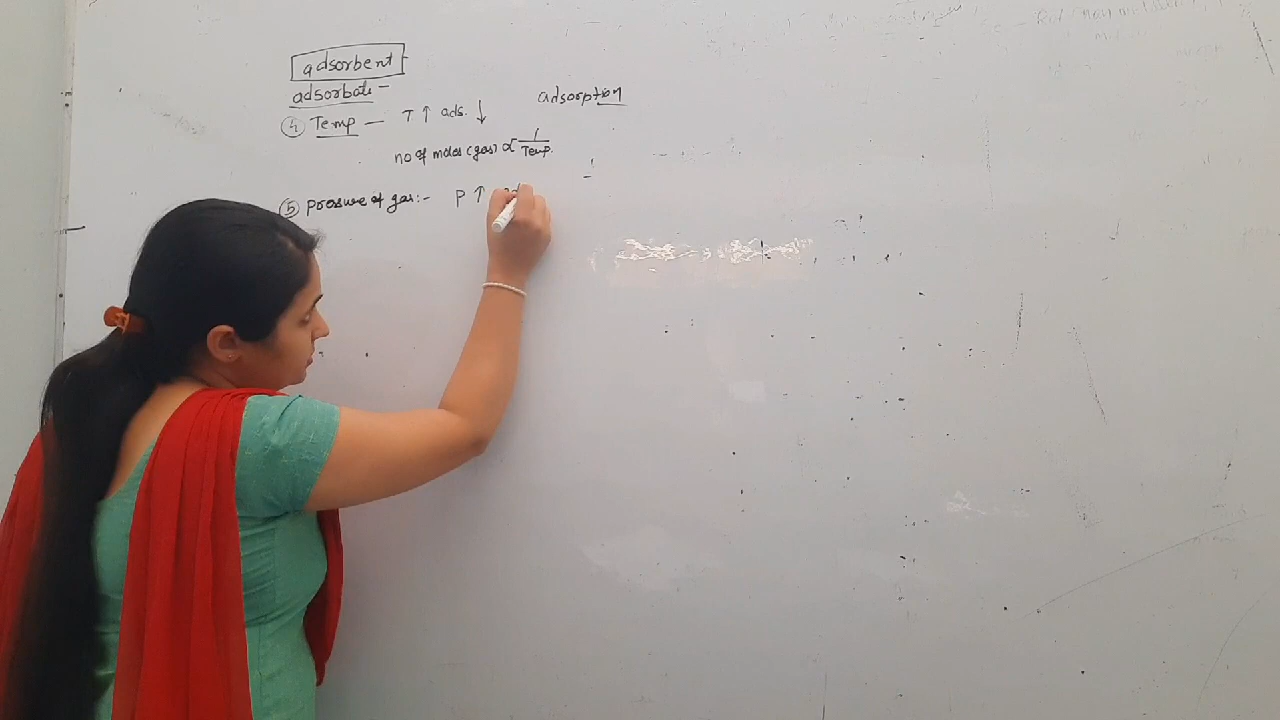 adsorbent
adsorbate -
adsorption
④ Temp — T ↑ ads. ↓
no of moles (gas) ∝ 1/Temp.
⑤ Pressure of gas:- P ↑